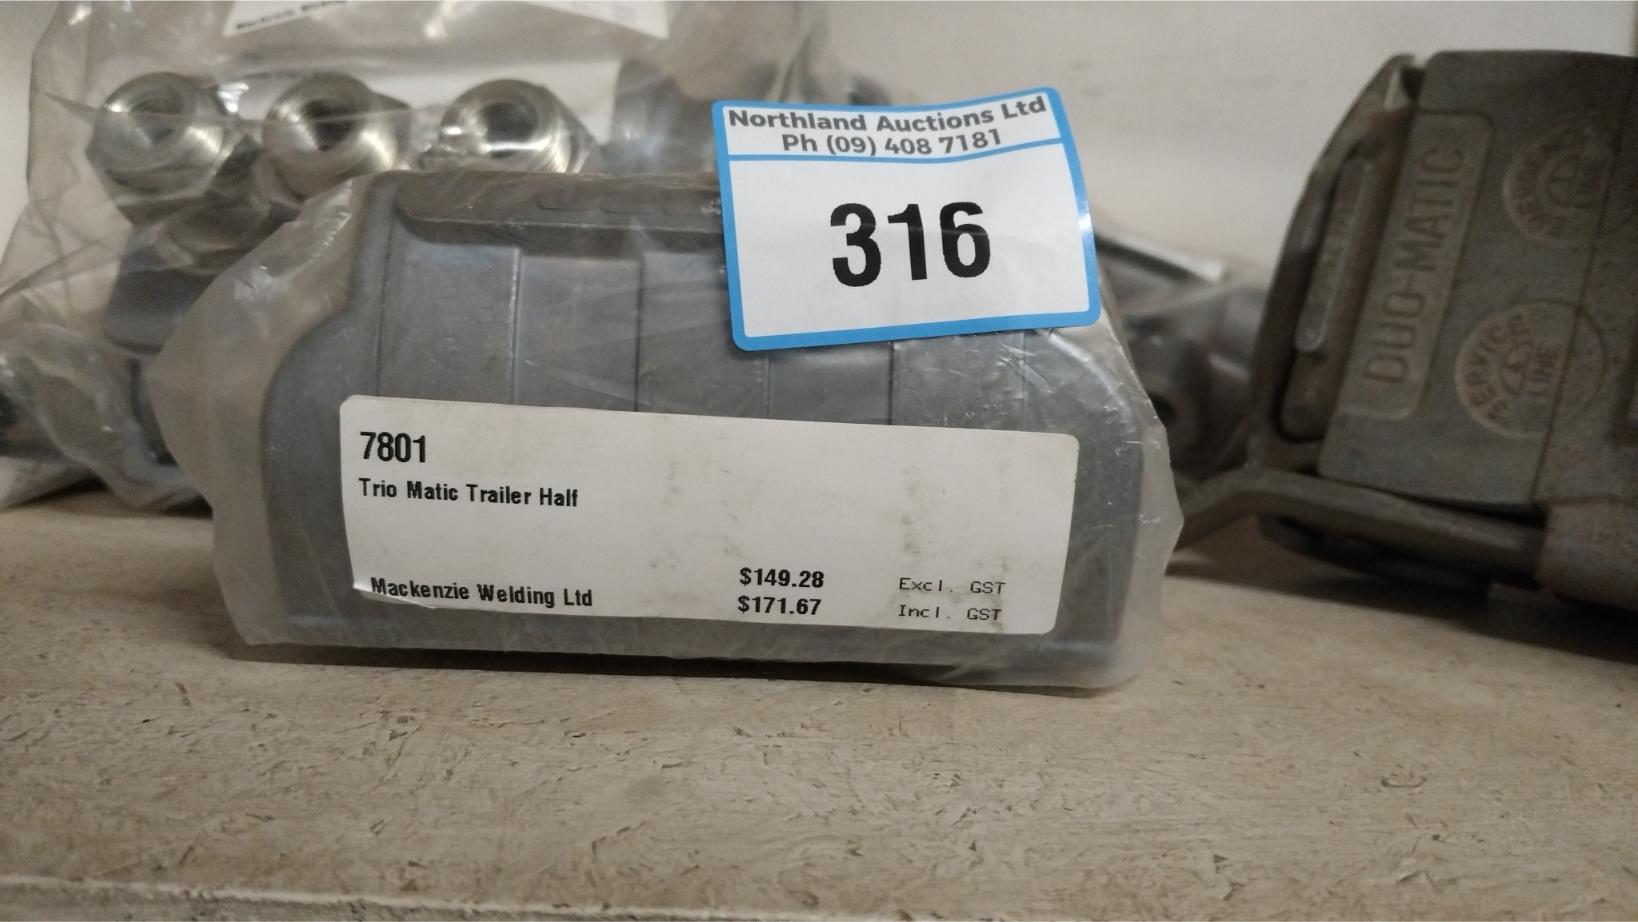 Northland Auctions Ltd
Ph (09) 408 7181
316
7801
Trio Matic Trailer Half
Mackenzie Welding Ltd
$149.28 Excl. GST
$171.67 Incl. GST
DUO-MATIC
SERVICE
LINE